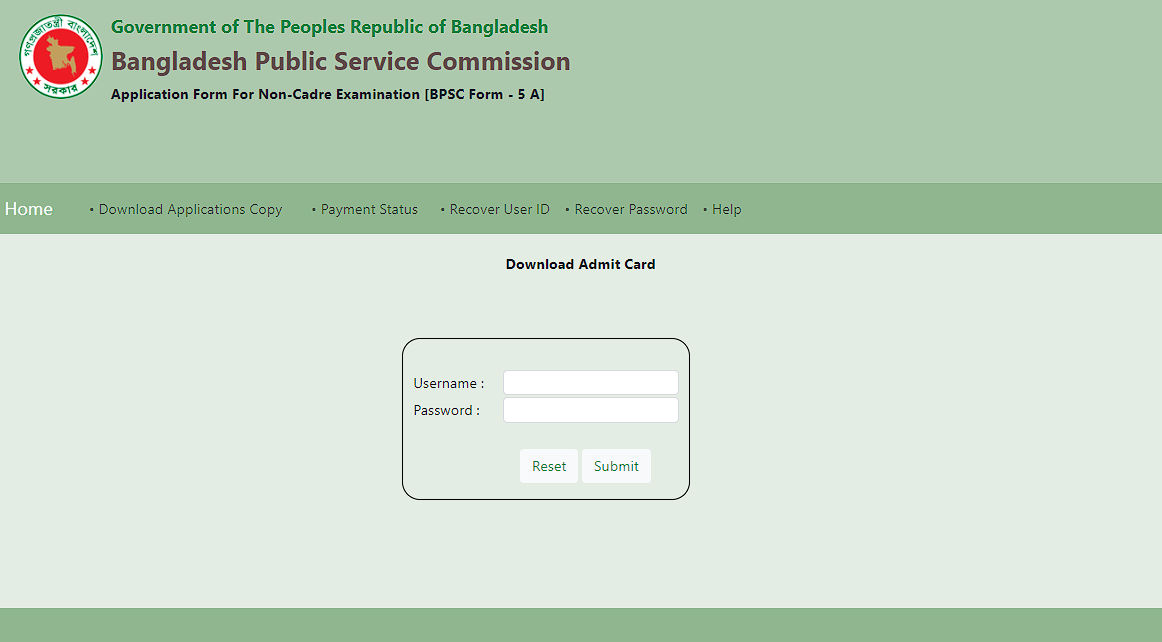 গণপ্রজাতন্ত্রী বাংলাদেশ
সরকার
Government of The Peoples Republic of Bangladesh
Bangladesh Public Service Commission
Application Form For Non-Cadre Examination [BPSC Form - 5 A]
Home • Download Applications Copy • Payment Status • Recover User ID • Recover Password • Help
Download Admit Card
Username :
Password :
Reset Submit